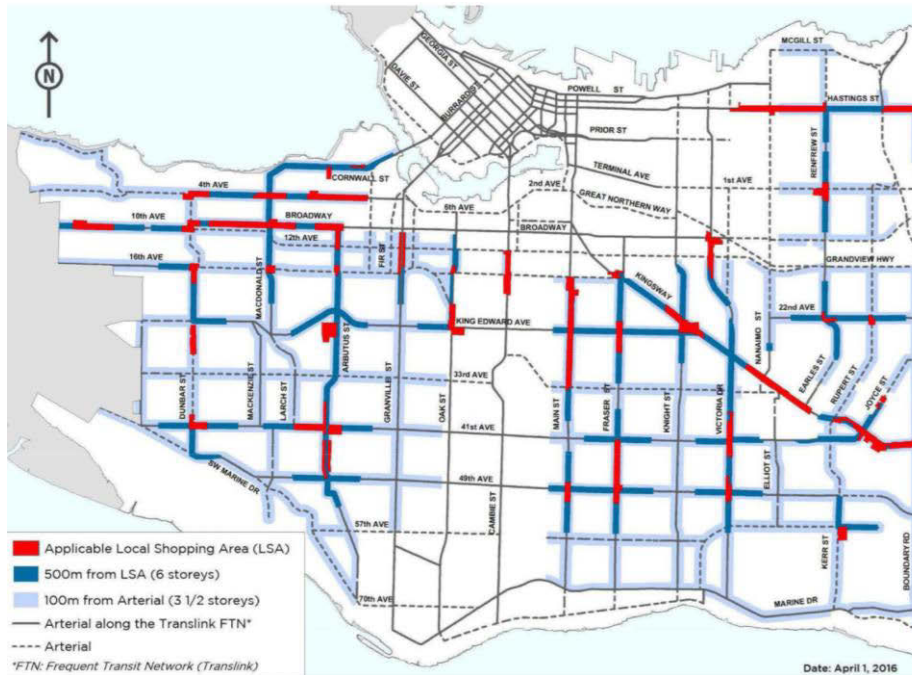 N
GEORGIA ST
DAVIE ST
BURRARD ST
POWELL ST
PRIOR ST
MCGILL ST
HASTINGS ST
RENFREW ST
TERMINAL AVE
1st AVE
CORNWALL ST
4th AVE
2nd AVE
6th AVE
GREAT NORTHERN WAY
10th AVE
BROADWAY
BROADWAY
12th AVE
FIR ST
16th AVE
GRANDVIEW HWY
MACDONALD ST
KINGSWAY
22nd AVE
NANAIMO ST
KING EDWARD AVE
ARBUTUS ST
33rd AVE
EARLES ST
RUPERT ST
JOYCE ST
DUNBAR ST
MACKENZIE ST
LARCH ST
GRANVILLE ST
OAK ST
MAIN ST
FRASER ST
KNIGHT ST
VICTORIA DR
41st AVE
ELLIOT ST
SW MARINE DR
49th AVE
CAMBIE ST
57th AVE
KERR ST
BOUNDARY RD
70th AVE
MARINE DR
Applicable Local Shopping Area (LSA)
500m from LSA (6 storeys)
100m from Arterial (3 1/2 storeys)
Arterial along the Translink FTN*
Arterial
*FTN: Frequent Transit Network (Translink)
Date: April 1, 2016